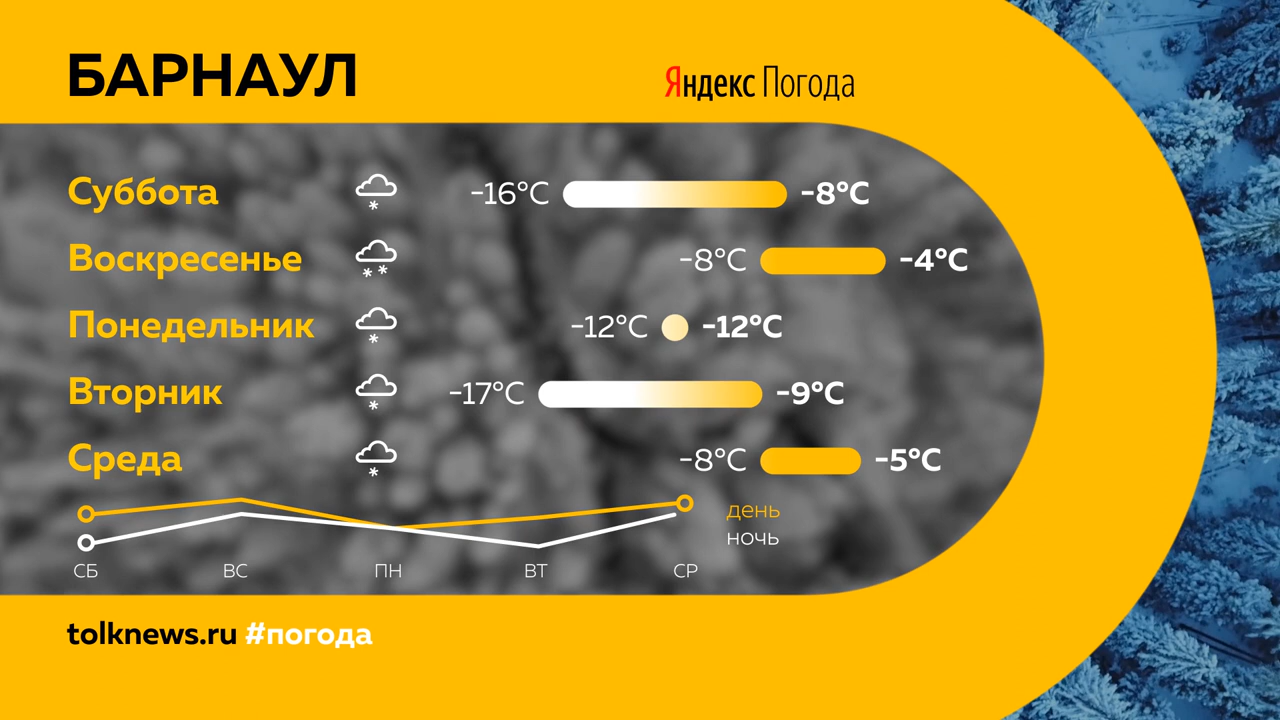 БАРНАУЛ
Яндекс Погода
Суббота -16°C -8°C
Воскресенье -8°C -4°C
Понедельник -12°C -12°C
Вторник -17°C -9°C
Среда -8°C -5°C
день
ночь
СБ ВС ПН ВТ СР
tolknews.ru #погода